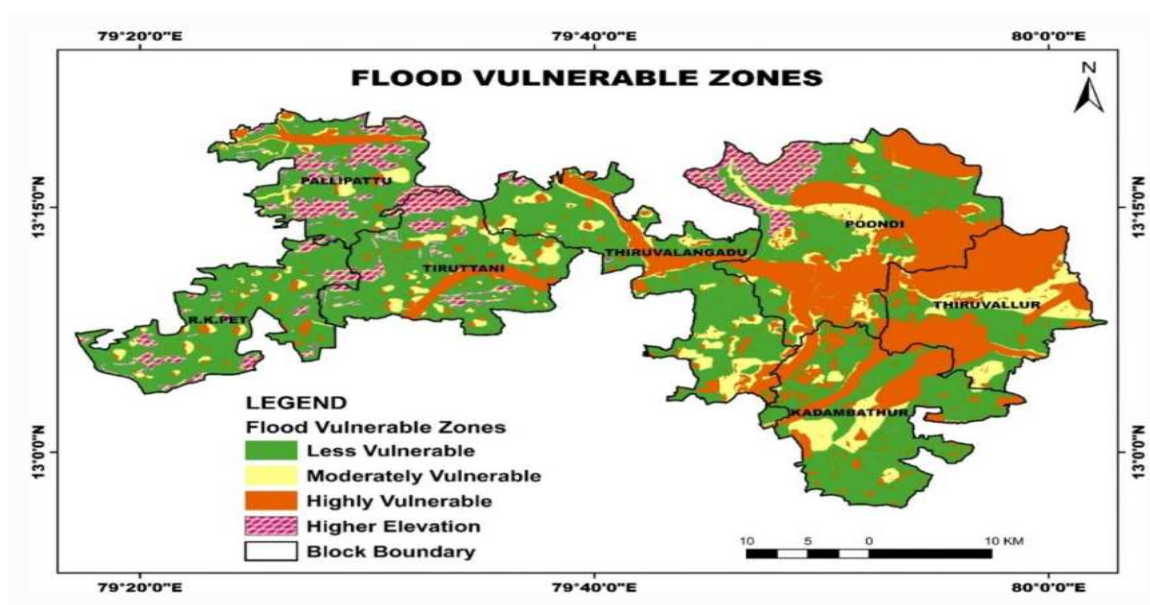 79°20'0"E 79°40'0"E 80°0'0"E
FLOOD VULNERABLE ZONES
N
13°15'0"N
13°15'0"N
PALLIPATTU
POONDI
THIRUVALANGADU
TIRUTTANI
THIRUVALLUR
R.K.PET
KADAMBATHUR
LEGEND
Flood Vulnerable Zones
Less Vulnerable
Moderately Vulnerable
Highly Vulnerable
Higher Elevation
Block Boundary
13°0'0"N
13°0'0"N
10 5 0 10 KM
79°20'0"E 79°40'0"E 80°0'0"E